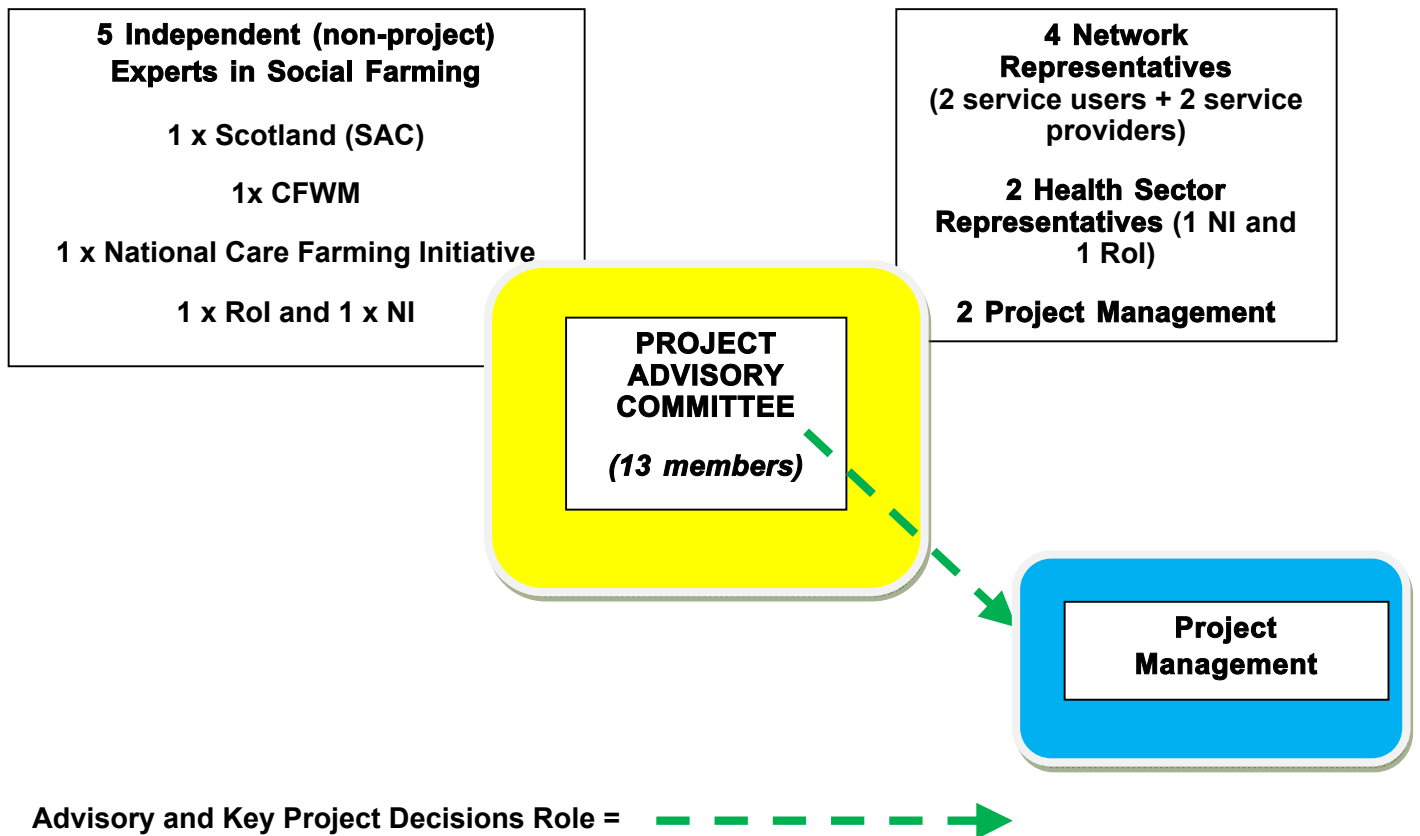 5 Independent (non-project)
Experts in Social Farming
1 x Scotland (SAC)
1x CFWM
1 x National Care Farming Initiative
1 x RoI and 1 x NI
4 Network
Representatives
(2 service users + 2 service
providers)
2 Health Sector
Representatives (1 NI and
1 RoI)
2 Project Management
PROJECT
ADVISORY
COMMITTEE
(13 members)
Project
Management
Advisory and Key Project Decisions Role =